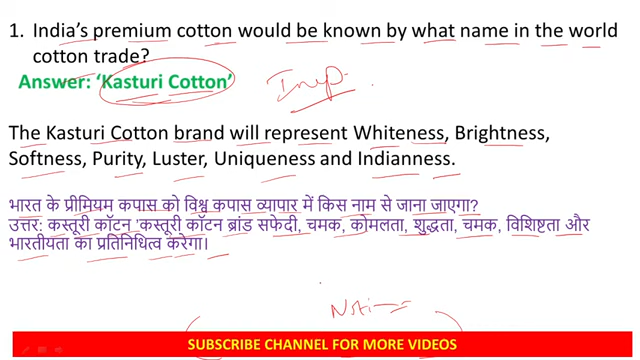 1. India's premium cotton would be known by what name in the world
cotton trade?
Answer: 'Kasturi Cotton'
Imp.
The Kasturi Cotton brand will represent Whiteness, Brightness,
Softness, Purity, Luster, Uniqueness and Indianness.
भारत के प्रीमियम कपास को विश्व कपास व्यापार में किस नाम से जाना जाएगा?
उत्तर: कस्तूरी कॉटन 'कस्तूरी कॉटन ब्रांड सफेदी, चमक, कोमलता, शुद्धता, चमक, विशिष्टता और
भारतीयता का प्रतिनिधित्व करेगा।
SUBSCRIBE CHANNEL FOR MORE VIDEOS